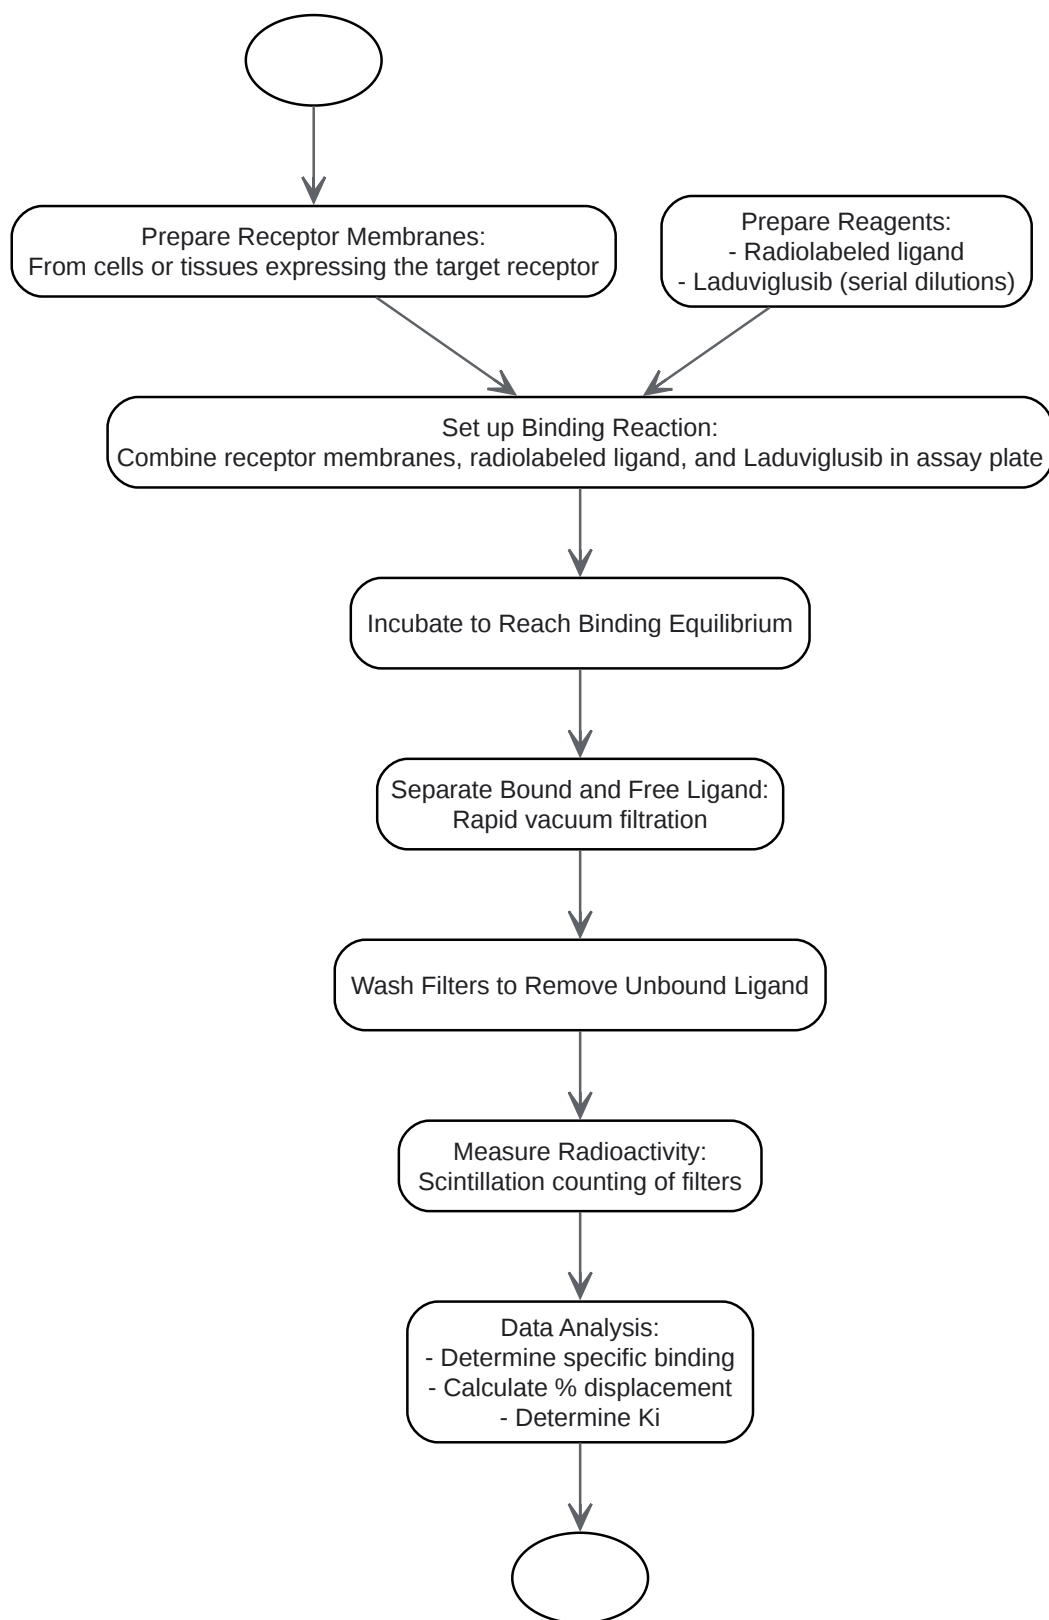 Prepare Receptor Membranes:
From cells or tissues expressing the target receptor
Prepare Reagents:
- Radiolabeled ligand
- Laduviglusib (serial dilutions)
Set up Binding Reaction:
Combine receptor membranes, radiolabeled ligand, and Laduviglusib in assay plate
Incubate to Reach Binding Equilibrium
Separate Bound and Free Ligand:
Rapid vacuum filtration
Wash Filters to Remove Unbound Ligand
Measure Radioactivity:
Scintillation counting of filters
Data Analysis:
- Determine specific binding
- Calculate % displacement
- Determine Ki